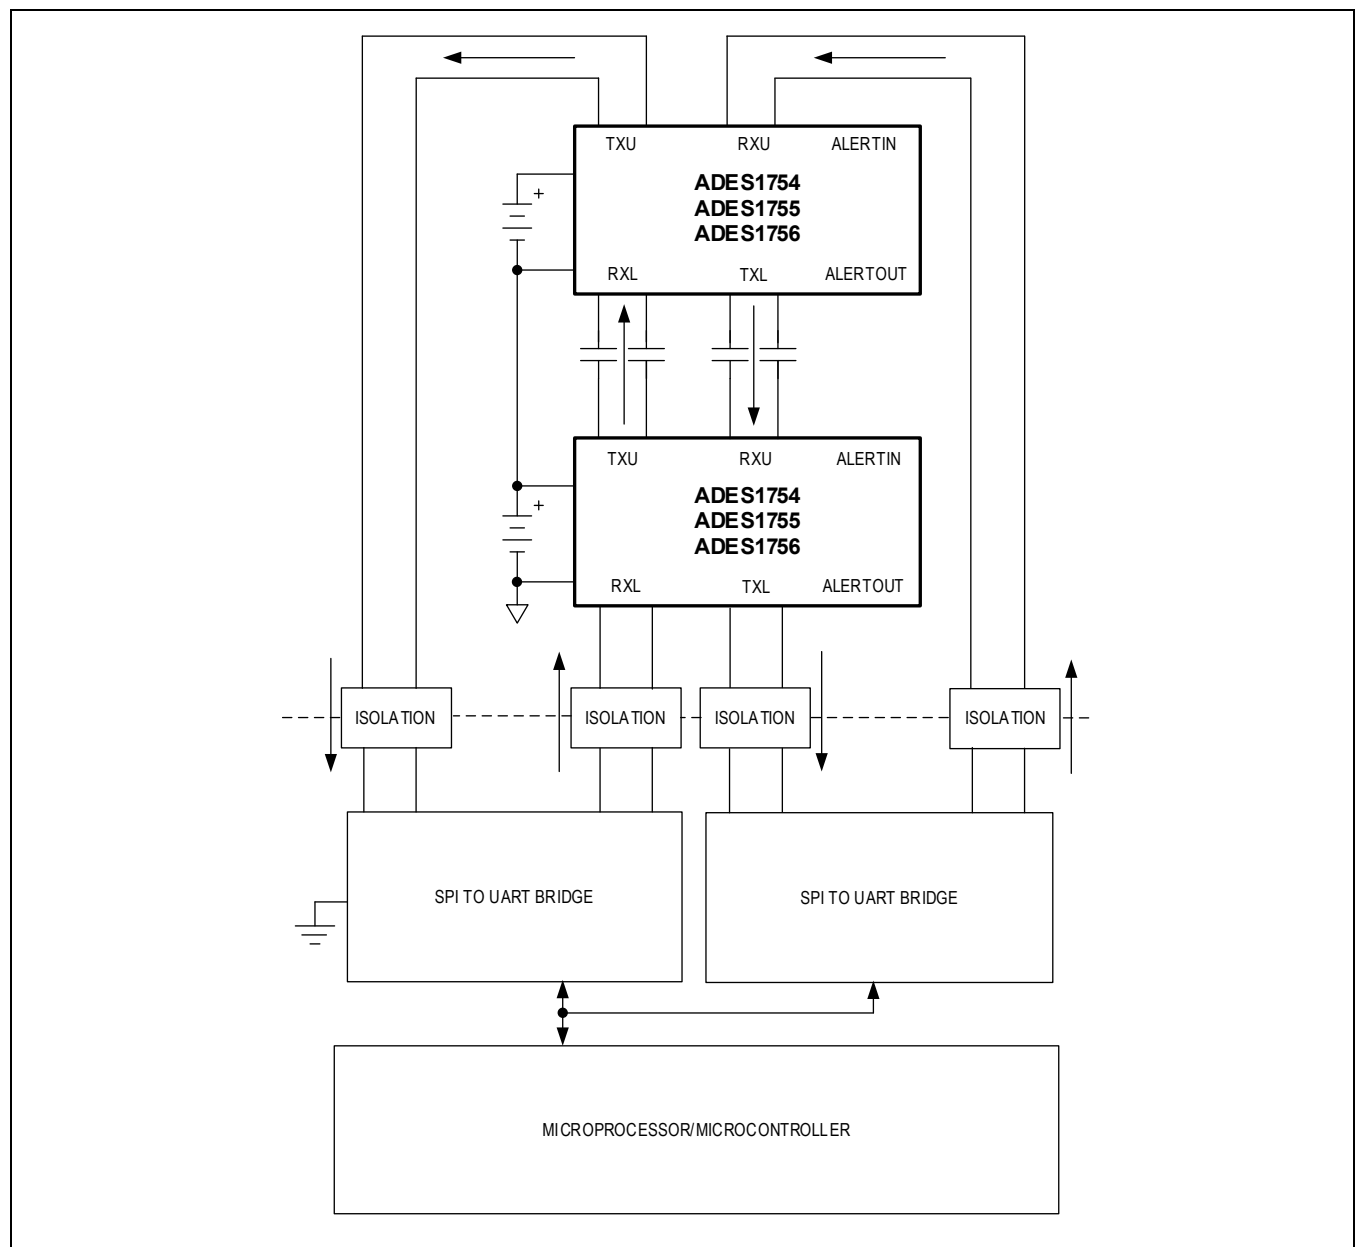 TXU RXU ALERTIN
ADES1754
ADES1755
ADES1756
+
RXL TXL ALERTOUT
TXU RXU ALERTIN
ADES1754
ADES1755
ADES1756
+
RXL TXL ALERTOUT
ISOLATION ISOLATION ISOLATION ISOLATION
SPI TO UART BRIDGE SPI TO UART BRIDGE
MICROPROCESSOR/MICROCONTROLLER